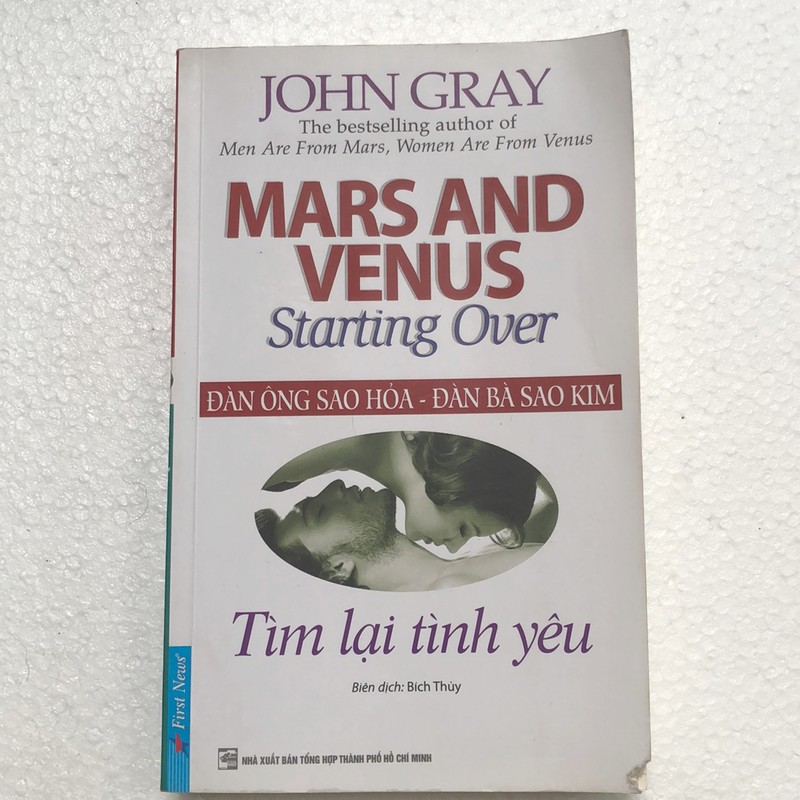 JOHN GRAY
The bestselling author of
Men Are From Mars, Women Are From Venus
MARS AND
VENUS
Starting Over
ĐÀN ÔNG SAO HỎA - ĐÀN BÀ SAO KIM
Tìm lại tình yêu
Biên dịch: Bích Thủy
First News®
NHÀ XUẤT BẢN TỔNG HỢP THÀNH PHỐ HỒ CHÍ MINH